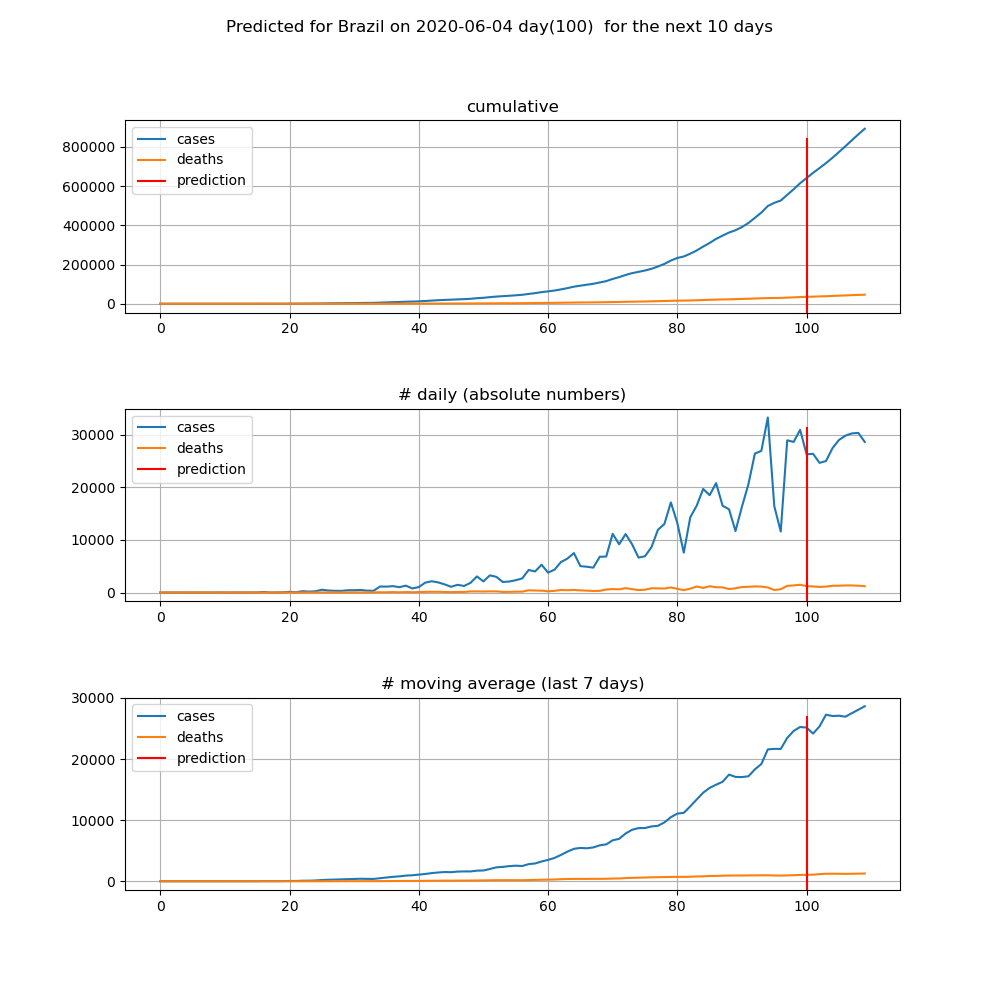 Predicted for Brazil on 2020-06-04 day(100)  for the next 10 days
cumulative
cases
deaths
prediction
800000
600000
400000
200000
0
0 20 40 60 80 100
# daily (absolute numbers)
cases
deaths
prediction
30000
20000
10000
0
0 20 40 60 80 100
# moving average (last 7 days)
cases
deaths
prediction
30000
20000
10000
0
0 20 40 60 80 100